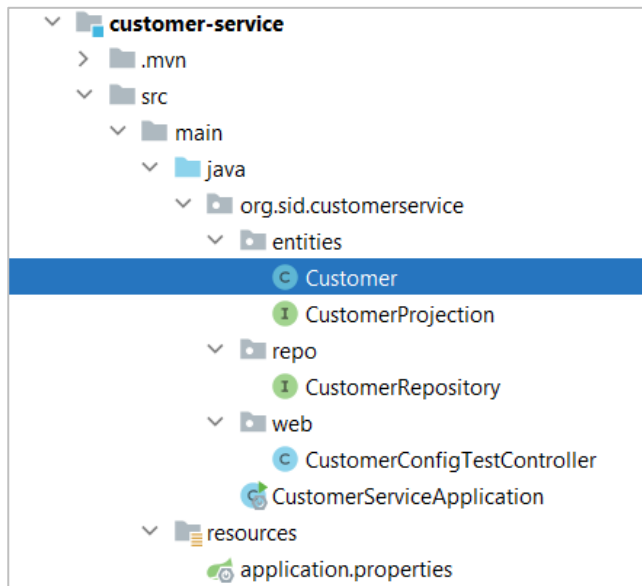 customer-service
.mvn
src
main
java
org.sid.customerservice
entities
C Customer
I CustomerProjection
repo
I CustomerRepository
web
C CustomerConfigTestController
C CustomerServiceApplication
resources
application.properties